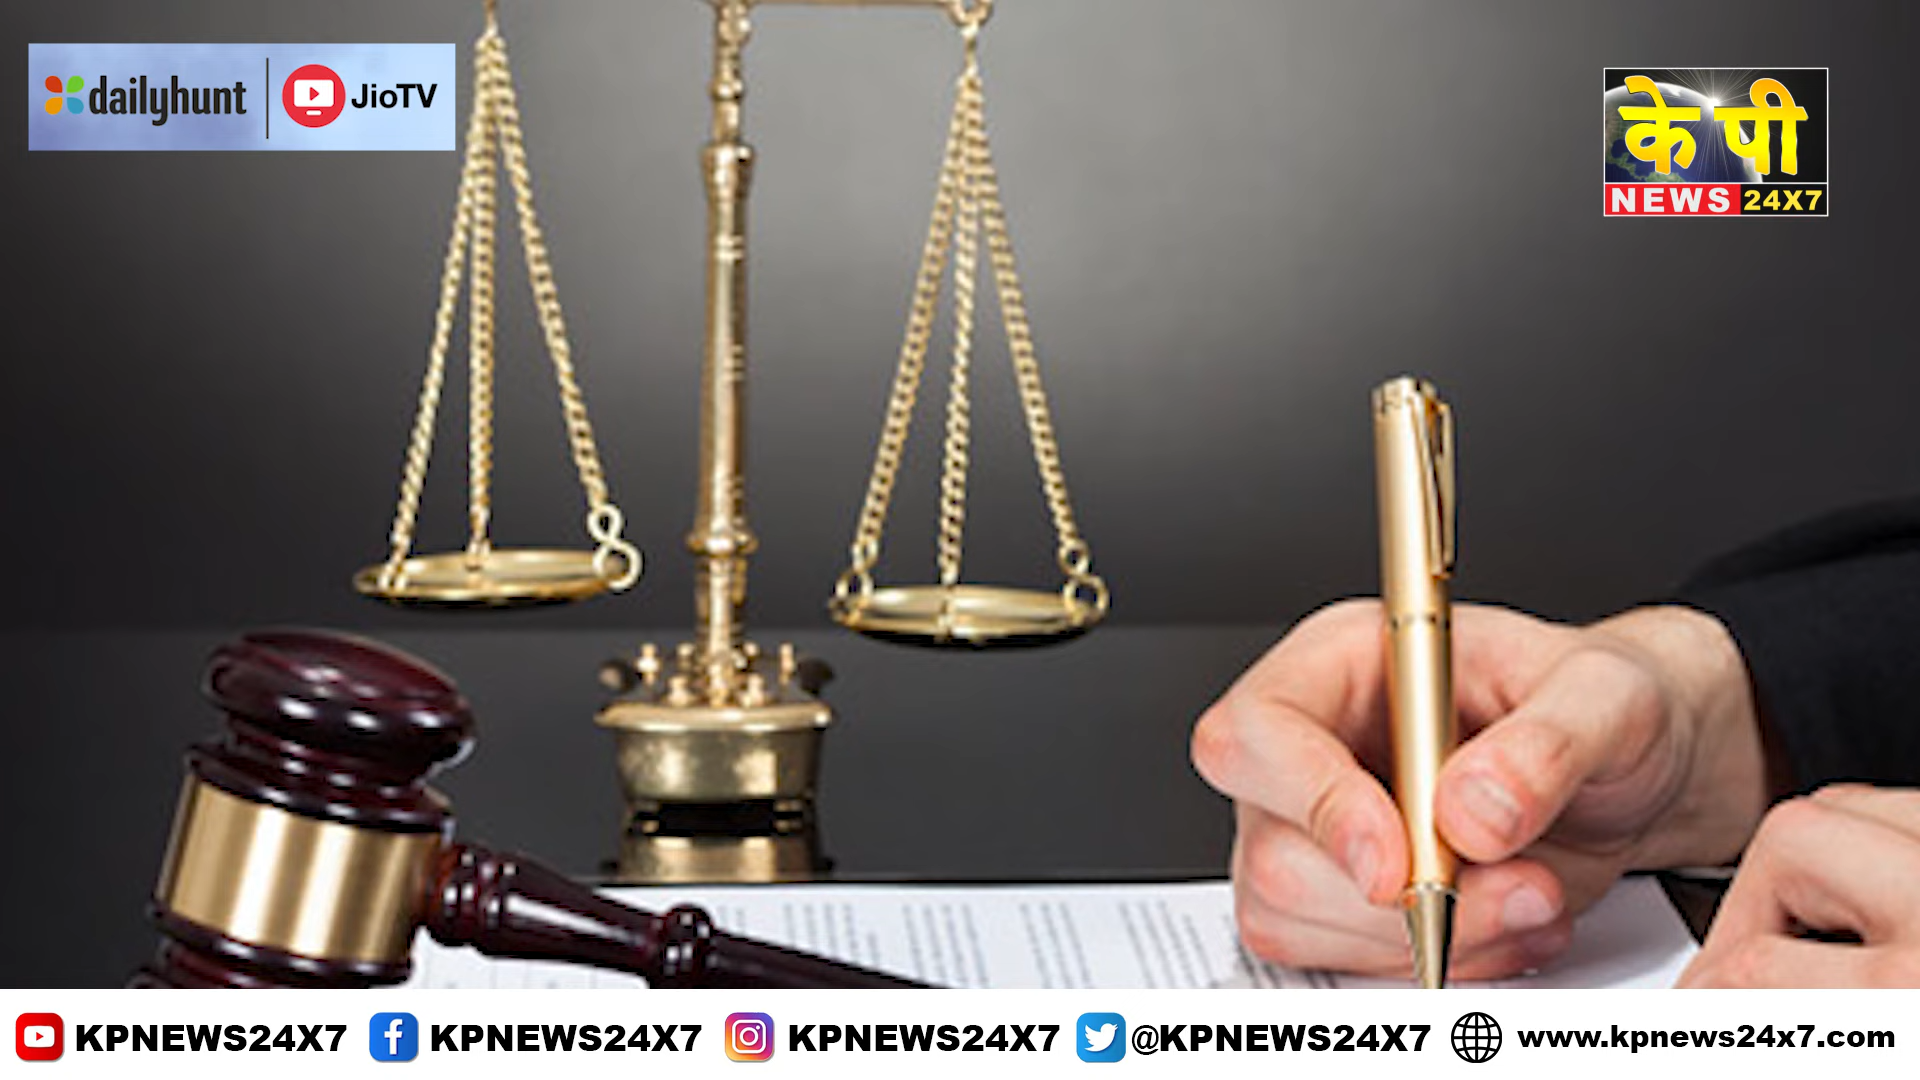 dailyhunt JioTV
के पी
NEWS 24X7
KPNEWS24X7 KPNEWS24X7 KPNEWS24X7 @KPNEWS24X7 www.kpnews24x7.com